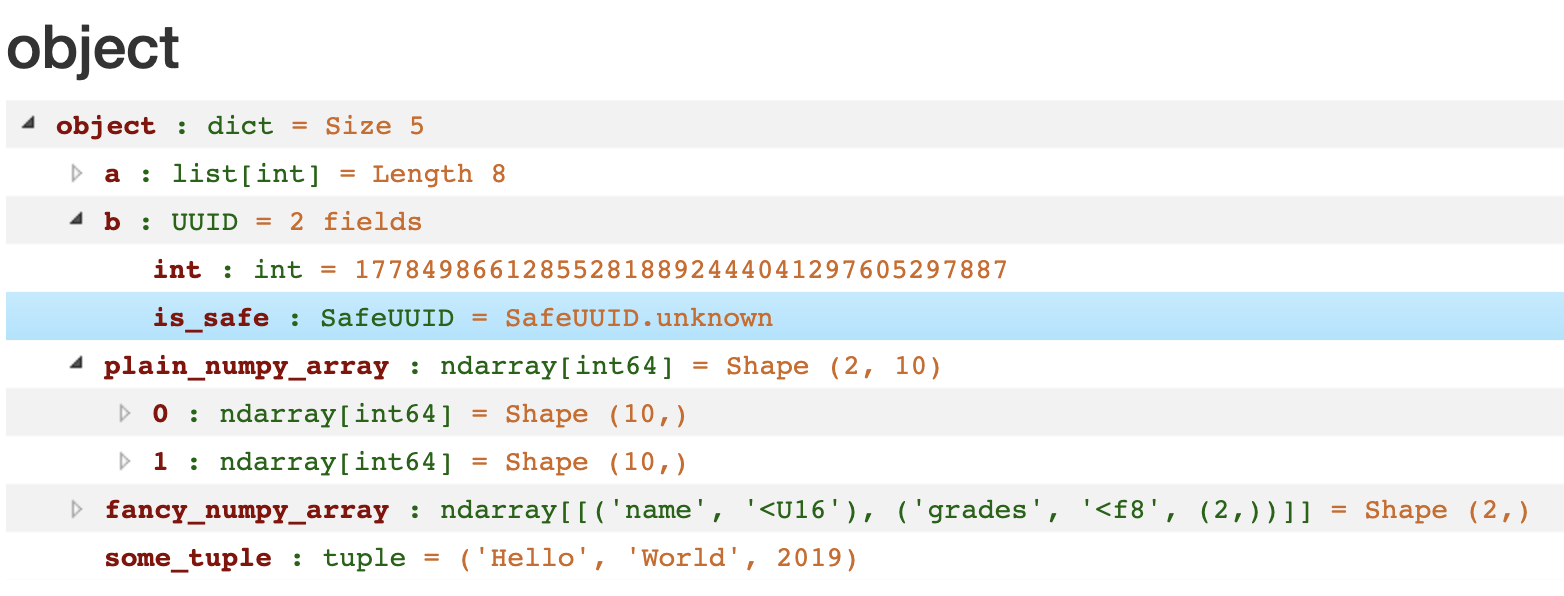 object
object : dict = Size 5
a : list[int] = Length 8
b : UUID = 2 fields
int : int = 177849866128552818892444041297605297887
is_safe : SafeUUID = SafeUUID.unknown
plain_numpy_array : ndarray[int64] = Shape (2, 10)
0 : ndarray[int64] = Shape (10,)
1 : ndarray[int64] = Shape (10,)
fancy_numpy_array : ndarray[[('name', '<U16'), ('grades', '<f8', (2,))]] = Shape (2,)
some_tuple : tuple = ('Hello', 'World', 2019)